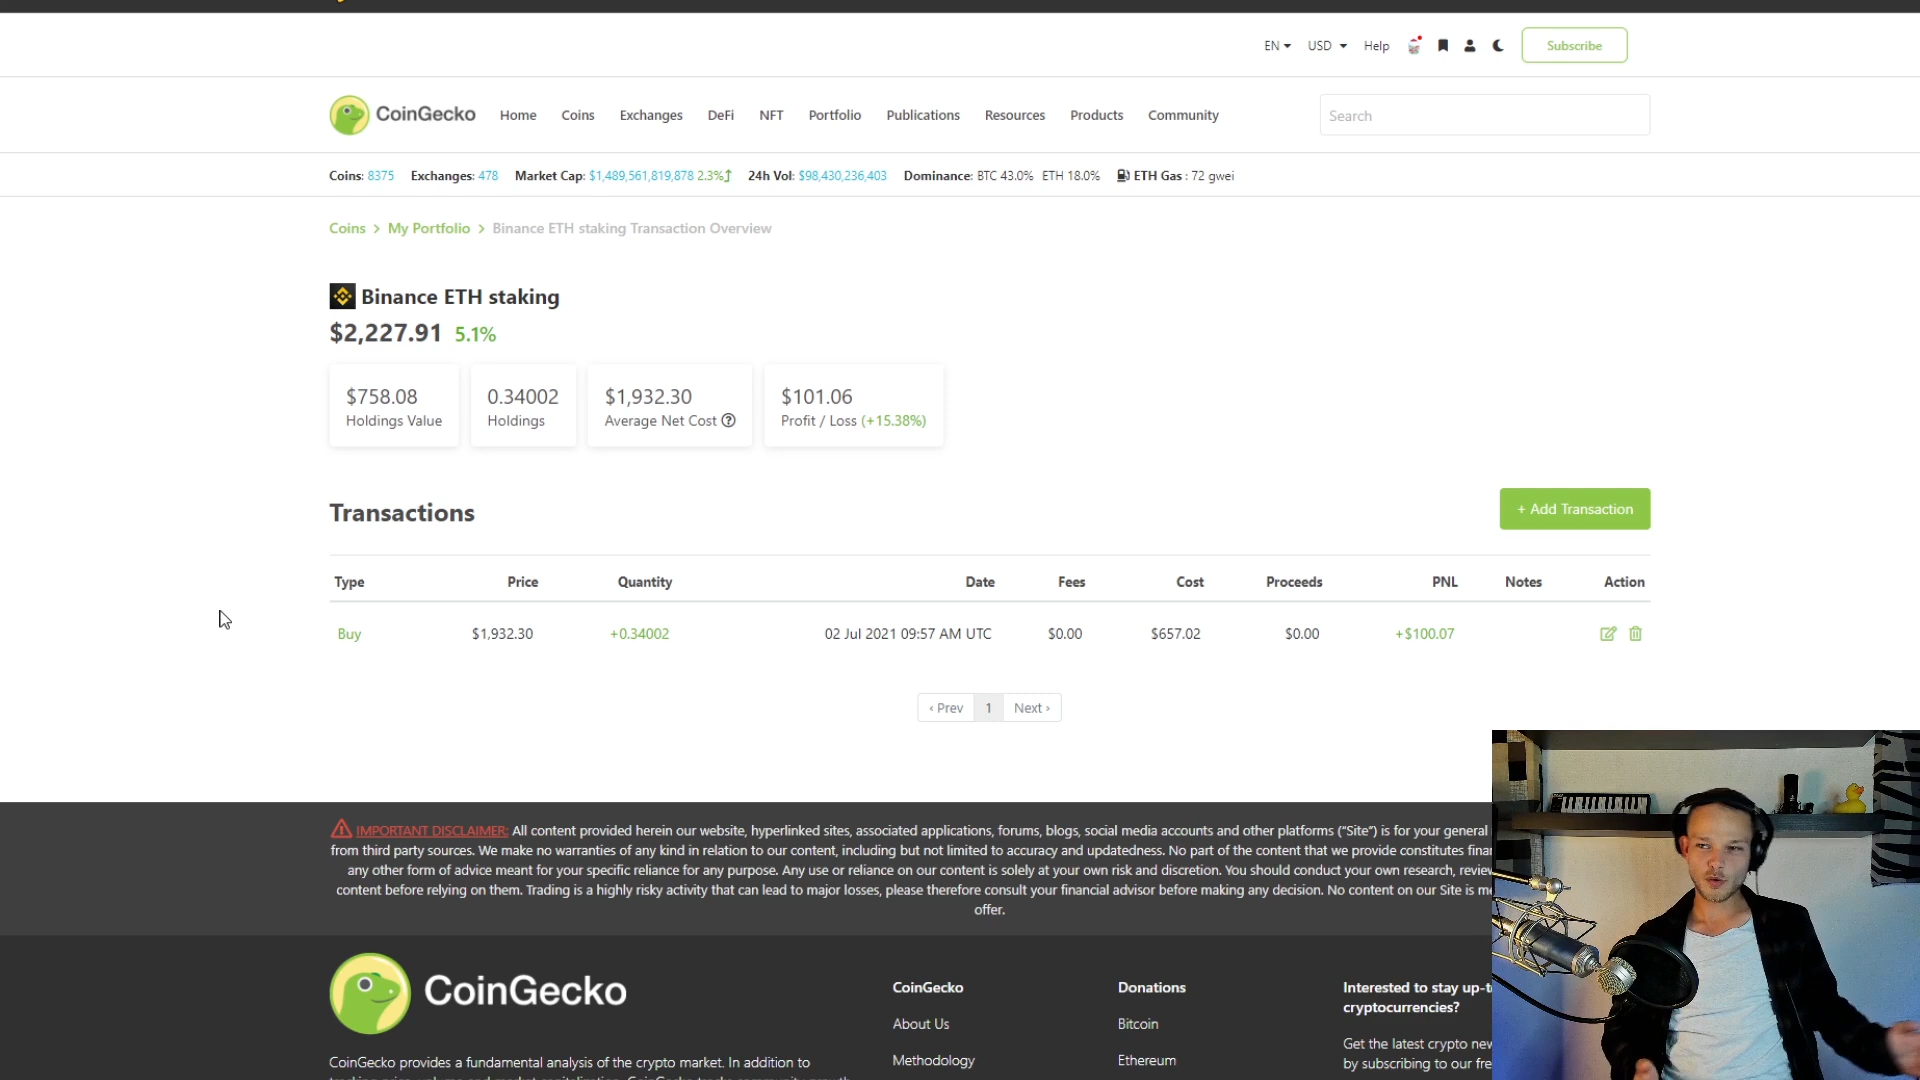 EN USD Help Subscribe
CoinGecko Home Coins Exchanges DeFi NFT Portfolio Publications Resources Products Community Search
Coins: 8375 Exchanges: 478 Market Cap: $1,489,561,819,878 2.3% 24h Vol: $98,430,236,403 Dominance: BTC 43.0% ETH 18.0% ETH Gas : 72 gwei
Coins > My Portfolio > Binance ETH staking Transaction Overview
Binance ETH staking
$2,227.91 5.1%
$758.08 0.34002 $1,932.30 $101.06
Holdings Value Holdings Average Net Cost ? Profit / Loss (+15.38%)
Transactions + Add Transaction
Type Price Quantity Date Fees Cost Proceeds PNL Notes Action
Buy $1,932.30 +0.34002 02 Jul 2021 09:57 AM UTC $0.00 $657.02 $0.00 +$100.07
‹ Prev 1 Next ›
IMPORTANT DISCLAIMER: All content provided herein our website, hyperlinked sites, associated applications, forums, blogs, social media accounts and other platforms ("Site") is for your general
from third party sources. We make no warranties of any kind in relation to our content, including but not limited to accuracy and updatedness. No part of the content that we provide constitutes
any other form of advice meant for your specific reliance for any purpose. Any use or reliance on our content is solely at your own risk and discretion. You should conduct your own research,
content before relying on them. Trading is a highly risky activity that can lead to major losses, please therefore consult your financial advisor before making any decision. No content on our Site is
offer.
CoinGecko
CoinGecko Donations Interested to stay
cryptocurrencies?
About Us Bitcoin
Get the latest crypto
Methodology Ethereum
by subscribing to our
CoinGecko provides a fundamental analysis of the crypto market. In addition to